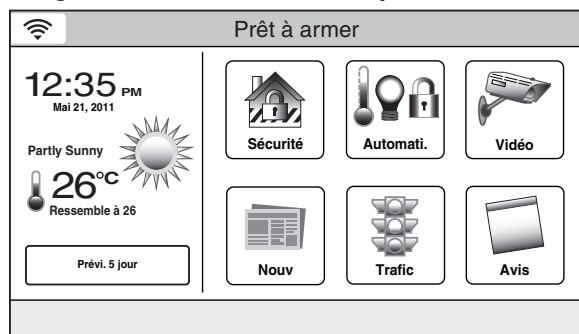 Prêt à armer
12:35 PM
Mai 21, 2011
Partly Sunny
26°C
Ressemble à 26
Prévi. 5 jour
Sécurité
Automati.
Vidéo
Nouv
Trafic
Avis